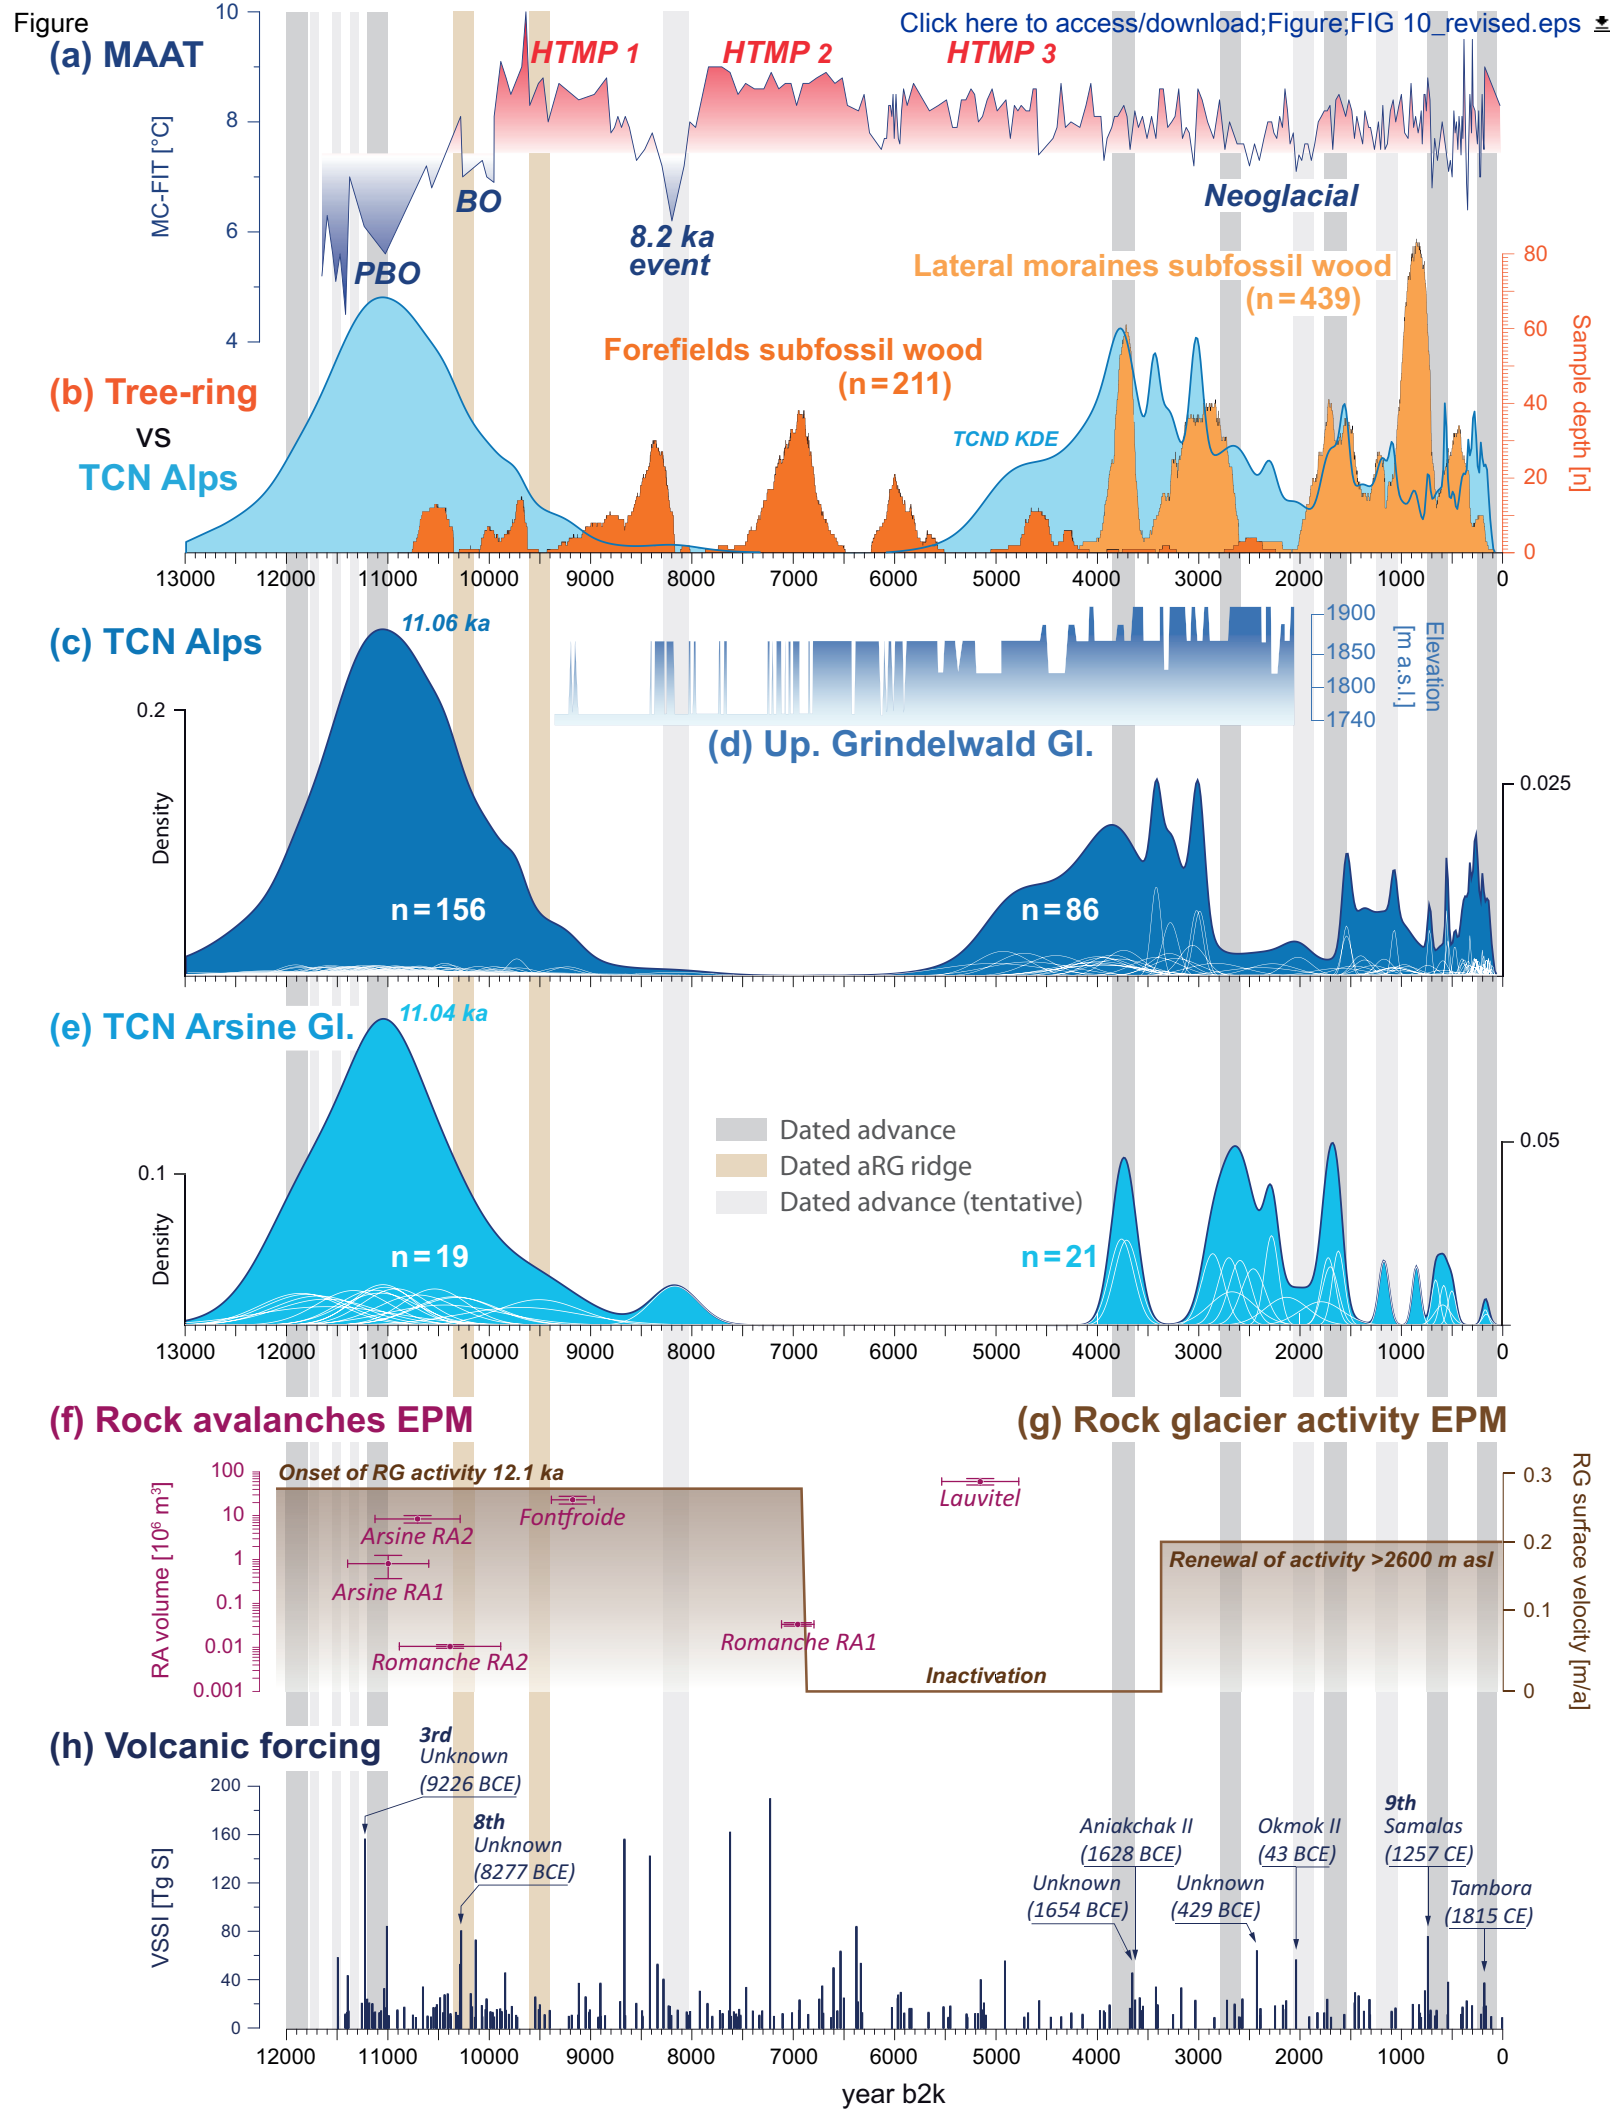 Figure
Click here to access/download;Figure;FIG 10_revised.eps
(a) MAAT
10
8
6
4
MC-FIT [°C]
HTMP 1
HTMP 2
HTMP 3
BO
PBO
8.2 ka
event
Neoglacial
Lateral moraines subfossil wood
(n=439)
Forefields subfossil wood
(n=211)
(b) Tree-ring
vs
TCN Alps
TCND KDE
80
60
40
20
0
Sample depth [n]
13000 12000 11000 10000 9000 8000 7000 6000 5000 4000 3000 2000 1000 0
(c) TCN Alps
11.06 ka
0.2
Density
n=156
n=86
0.025
1900
1850
1800
1740
Elevation
[m a.s.l.]
(d) Up. Grindelwald Gl.
(e) TCN Arsine Gl.
11.04 ka
0.1
Density
n=19
n=21
0.05
Dated advance
Dated aRG ridge
Dated advance (tentative)
13000 12000 11000 10000 9000 8000 7000 6000 5000 4000 3000 2000 1000 0
(f) Rock avalanches EPM
(g) Rock glacier activity EPM
100
10
1
0.1
0.01
0.001
RA volume [10⁶ m³]
Onset of RG activity 12.1 ka
Fontfroide
Arsine RA2
Arsine RA1
Romanche RA2
Romanche RA1
Lauvitel
Inactivation
Renewal of activity >2600 m asl
0.3
0.2
0.1
0
RG surface velocity [m/a]
(h) Volcanic forcing
200
160
120
80
40
0
VSSI [Tg S]
3rd
Unknown
(9226 BCE)
8th
Unknown
(8277 BCE)
Aniakchak II
(1628 BCE)
Unknown
(1654 BCE)
Okmok II
(43 BCE)
Unknown
(429 BCE)
9th
Samalas
(1257 CE)
Tambora
(1815 CE)
12000 11000 10000 9000 8000 7000 6000 5000 4000 3000 2000 1000 0
year b2k